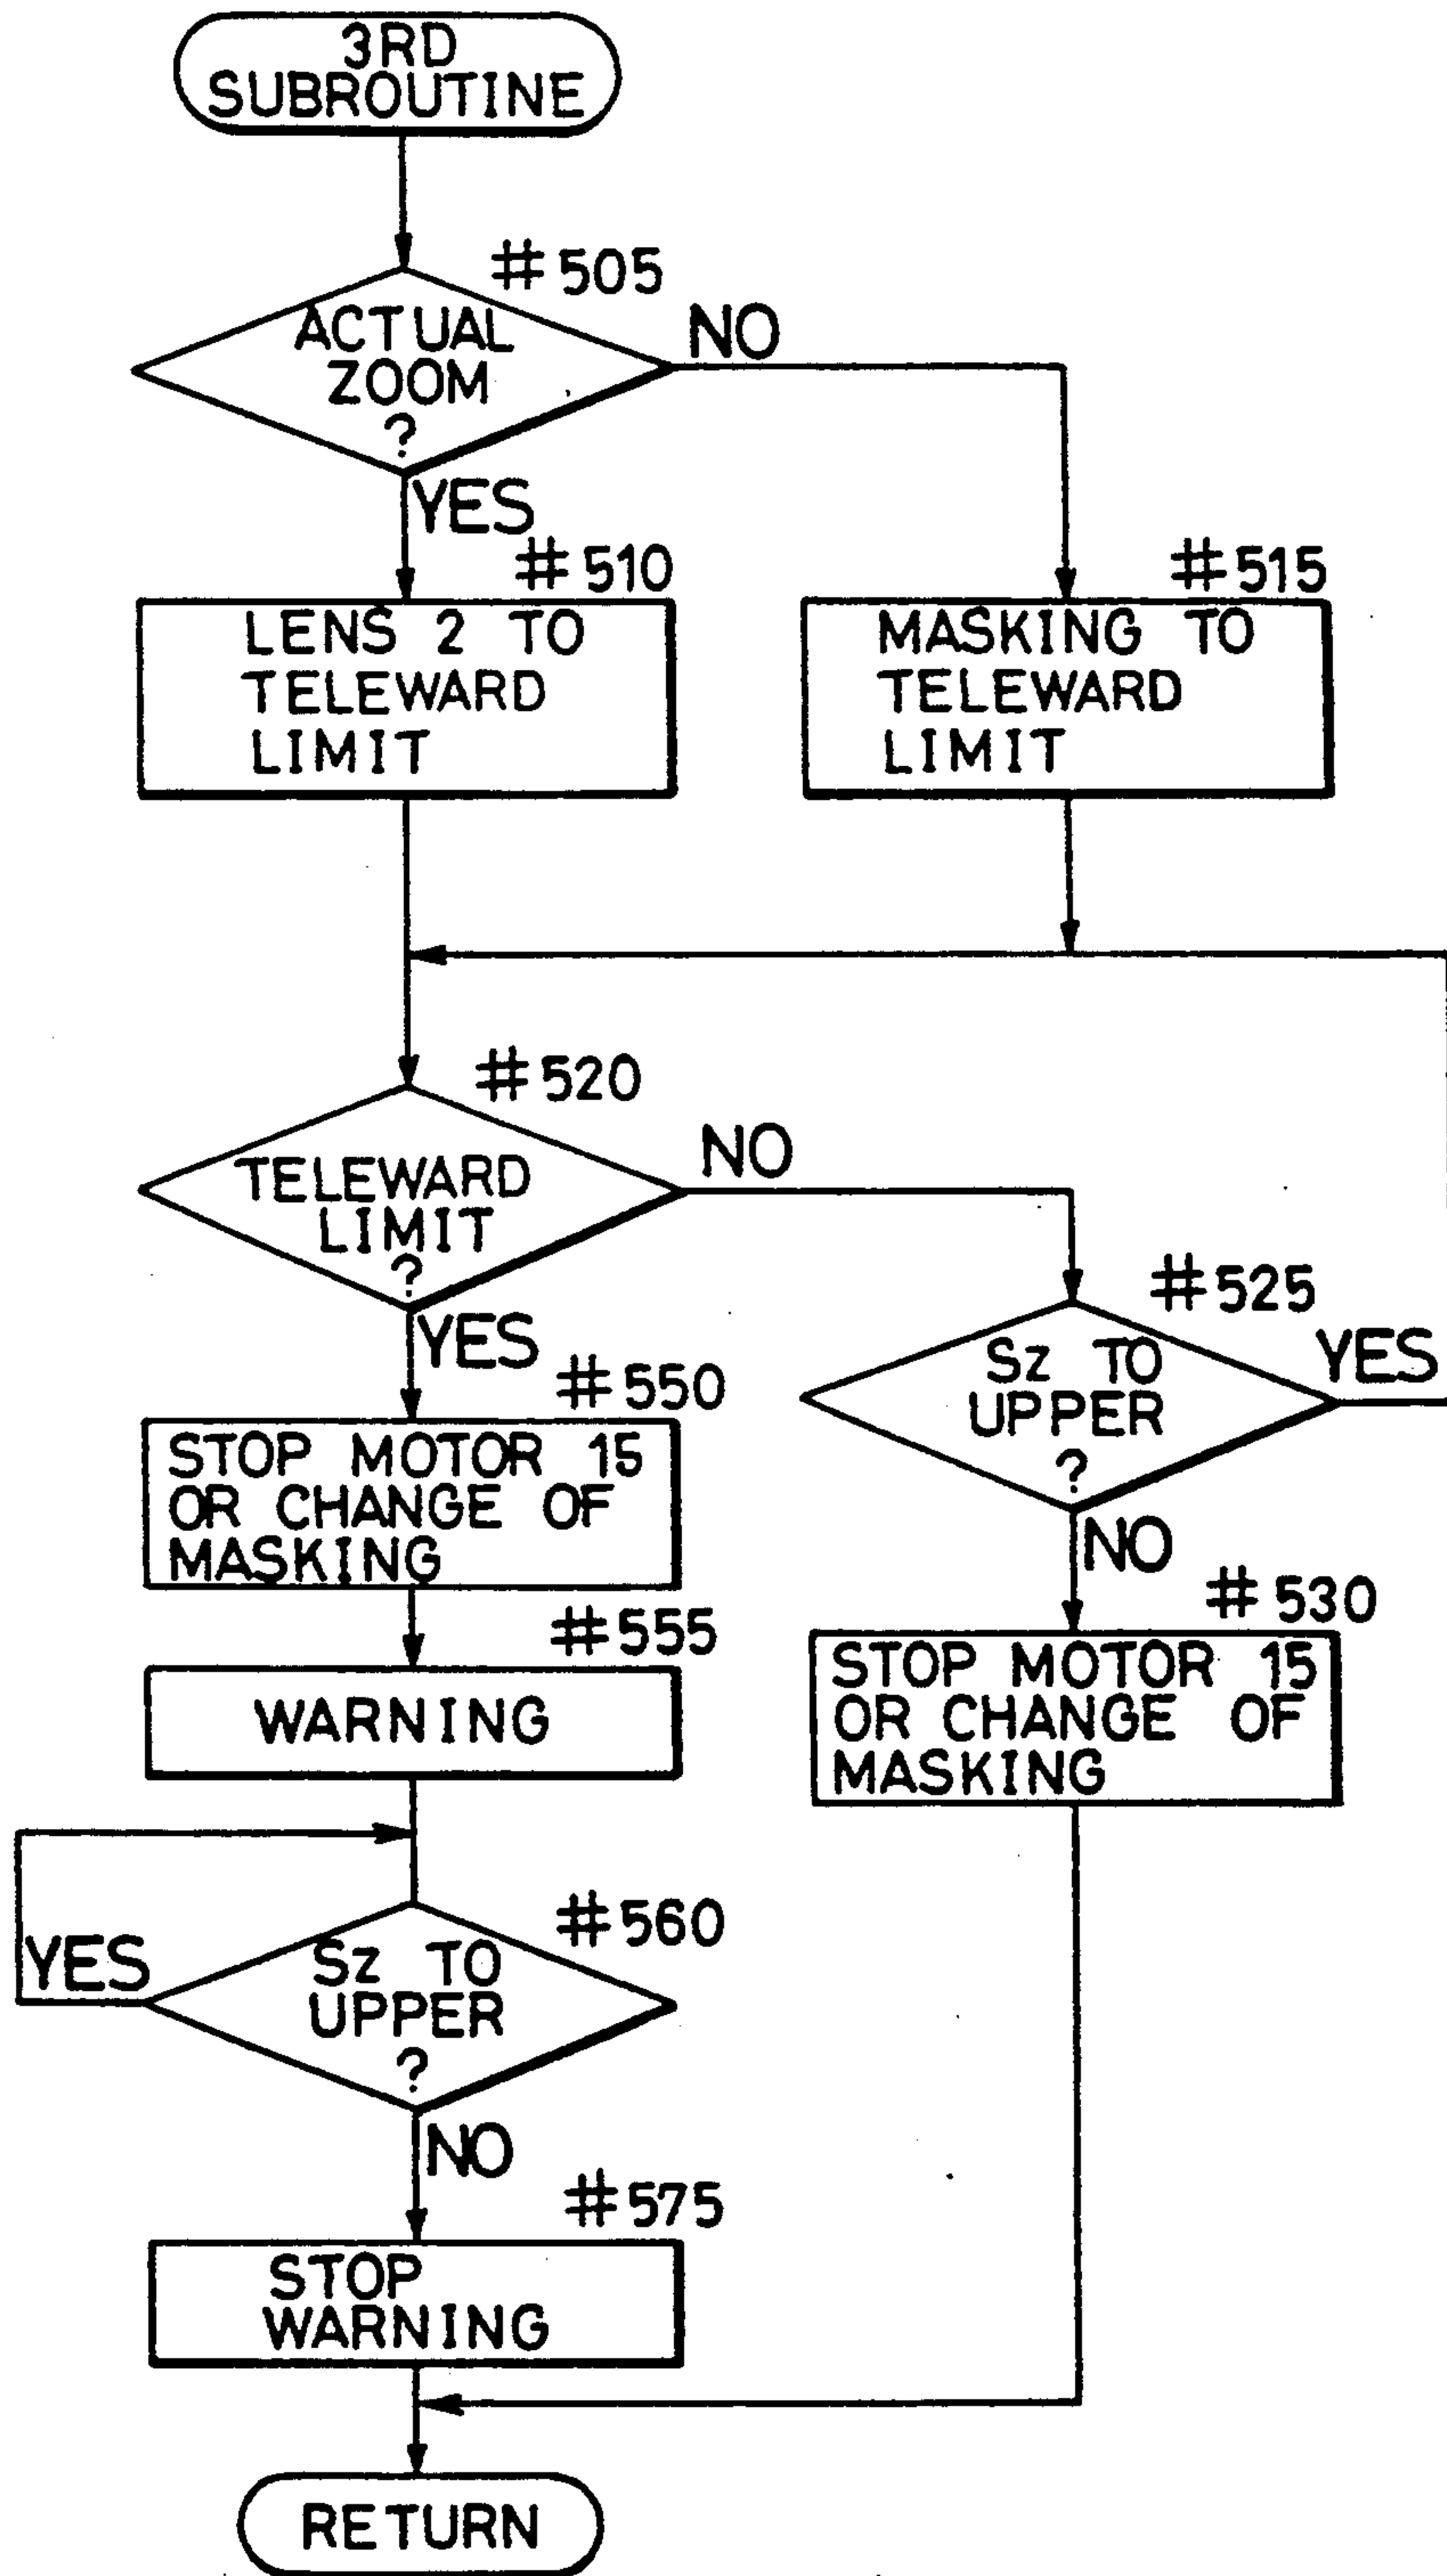 3RD
SUBROUTINE
#505
ACTUAL
ZOOM
?
NO
YES
#510
LENS 2 TO
TELEWARD
LIMIT
#515
MASKING TO
TELEWARD
LIMIT
#520
TELEWARD
LIMIT
?
NO
YES
#525
Sz TO
UPPER
?
YES
NO
#550
STOP MOTOR 15
OR CHANGE OF
MASKING
#530
STOP MOTOR 15
OR CHANGE OF
MASKING
#555
WARNING
#560
Sz TO
UPPER
?
YES
NO
#575
STOP
WARNING
RETURN